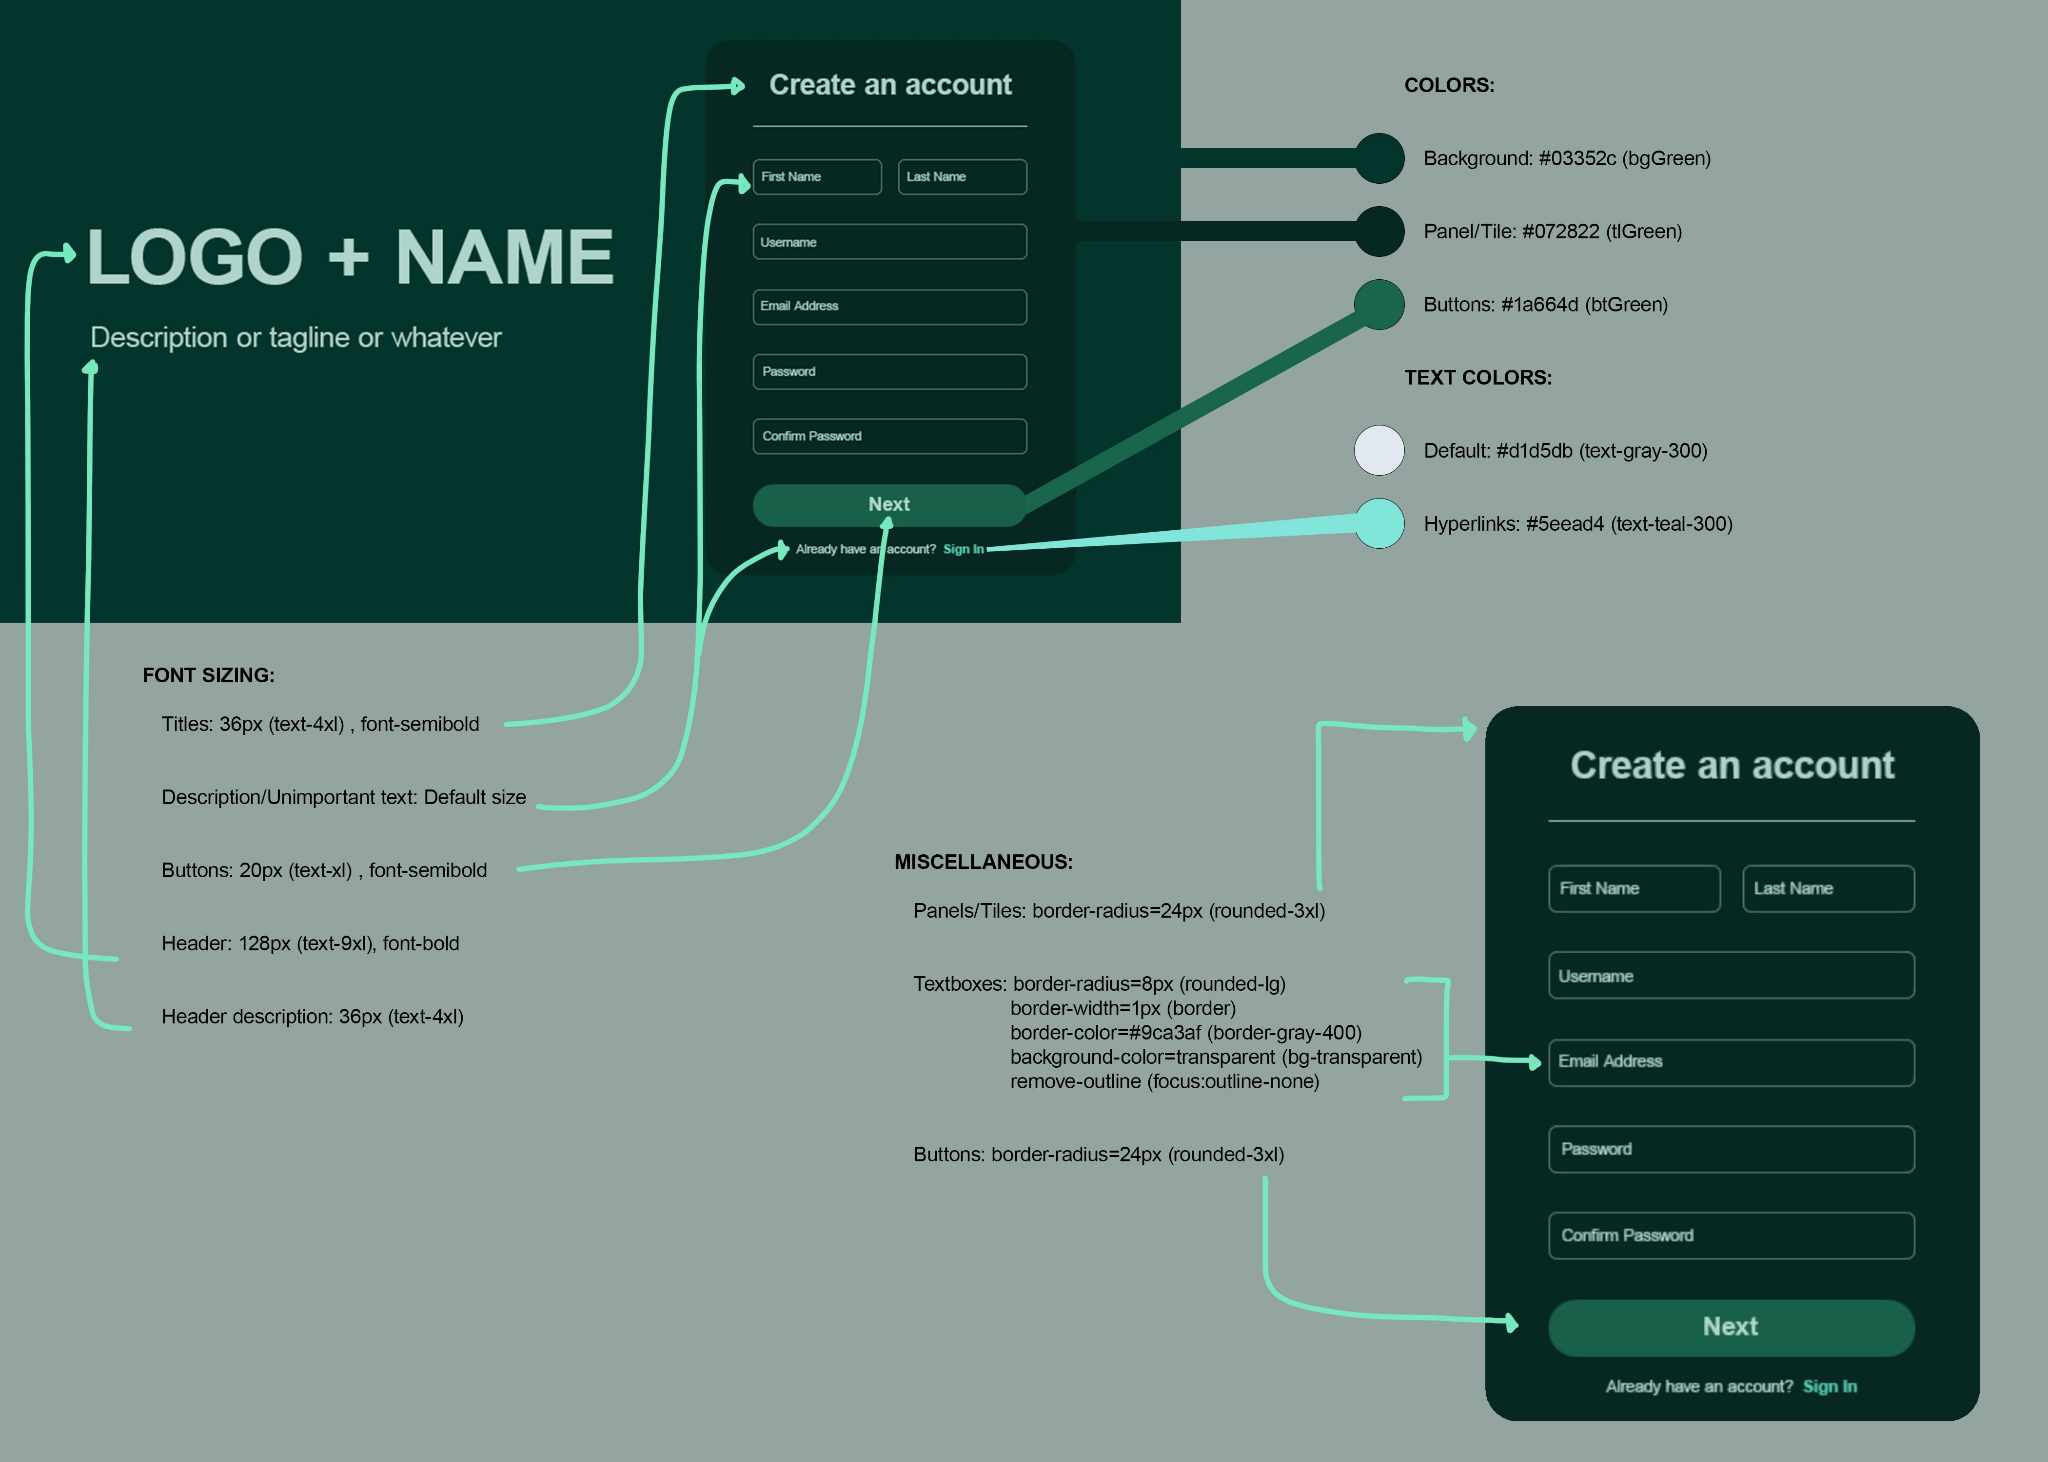 Create an account
First Name
Last Name
Username
Email Address
Password
Confirm Password
Next
Already have an account? Sign In
LOGO + NAME
Description or tagline or whatever
COLORS:
Background: #03352c (bgGreen)
Panel/Tile: #072822 (tlGreen)
Buttons: #1a664d (btGreen)
TEXT COLORS:
Default: #d1d5db (text-gray-300)
Hyperlinks: #5eead4 (text-teal-300)
FONT SIZING:
Titles: 36px (text-4xl) , font-semibold
Description/Unimportant text: Default size
Buttons: 20px (text-xl) , font-semibold
Header: 128px (text-9xl), font-bold
Header description: 36px (text-4xl)
MISCELLANEOUS:
Panels/Tiles: border-radius=24px (rounded-3xl)
Textboxes: border-radius=8px (rounded-lg)
border-width=1px (border)
border-color=#9ca3af (border-gray-400)
background-color=transparent (bg-transparent)
remove-outline (focus:outline-none)
Buttons: border-radius=24px (rounded-3xl)
Create an account
First Name
Last Name
Username
Email Address
Password
Confirm Password
Next
Already have an account? Sign In